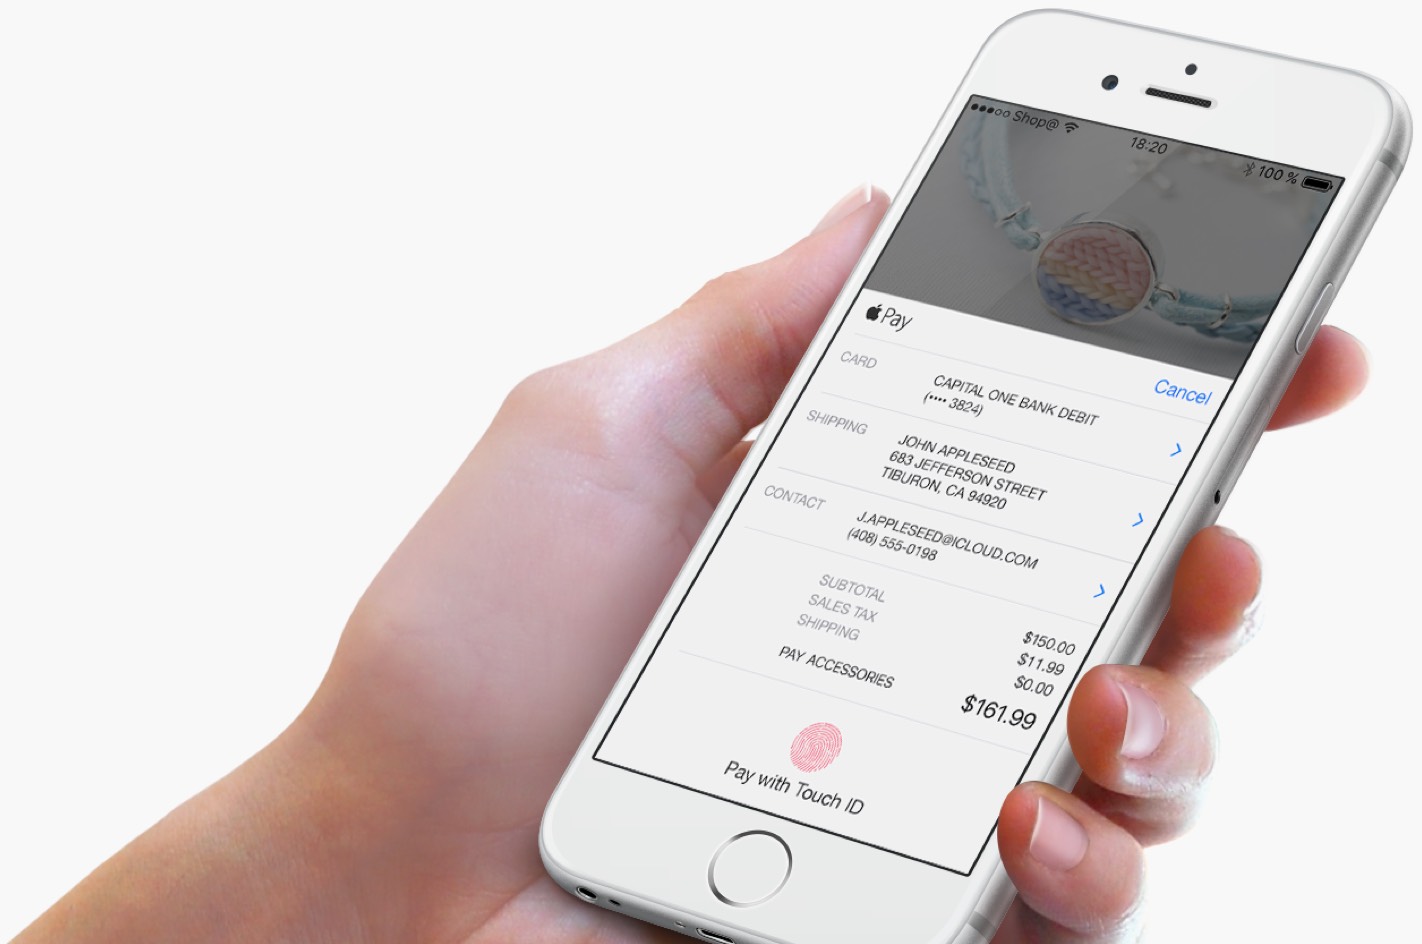 Shop@
18:20
100 %
Pay
Cancel
CARD
CAPITAL ONE BANK DEBIT
(•••• 3824)
SHIPPING
JOHN APPLESEED
683 JEFFERSON STREET
TIBURON, CA 94920
CONTACT
J.APPLESEED@ICLOUD.COM
(408) 555-0198
SUBTOTAL $150.00
SALES TAX $11.99
SHIPPING $0.00
PAY ACCESSORIES $161.99
Pay with Touch ID